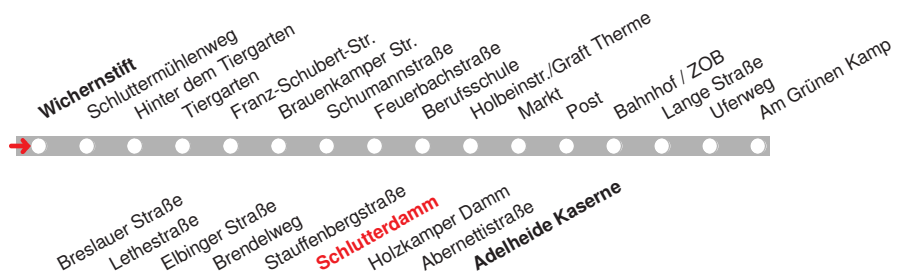 Wichernstift
Schluttermühlenweg
Hinter dem Tiergarten
Tiergarten
Franz-Schubert-Str.
Brauenkamper Str.
Schumannstraße
Feuerbachstraße
Berufsschule
Holbeinstr./Graft Therme
Markt
Post
Bahnhof / ZOB
Lange Straße
Uferweg
Am Grünen Kamp
Breslauer Straße
Lethestraße
Elbinger Straße
Brendelweg
Stauffenbergstraße
Schlutterdamm
Holzkamper Damm
Abernettistraße
Adelheide Kaserne